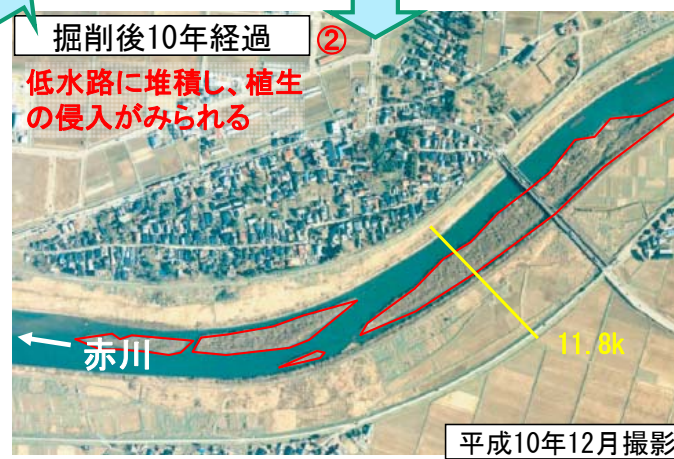 掘削後10年経過
②
低水路に堆積し、植生
の侵入がみられる
11.8k
赤川
平成10年12月撮影